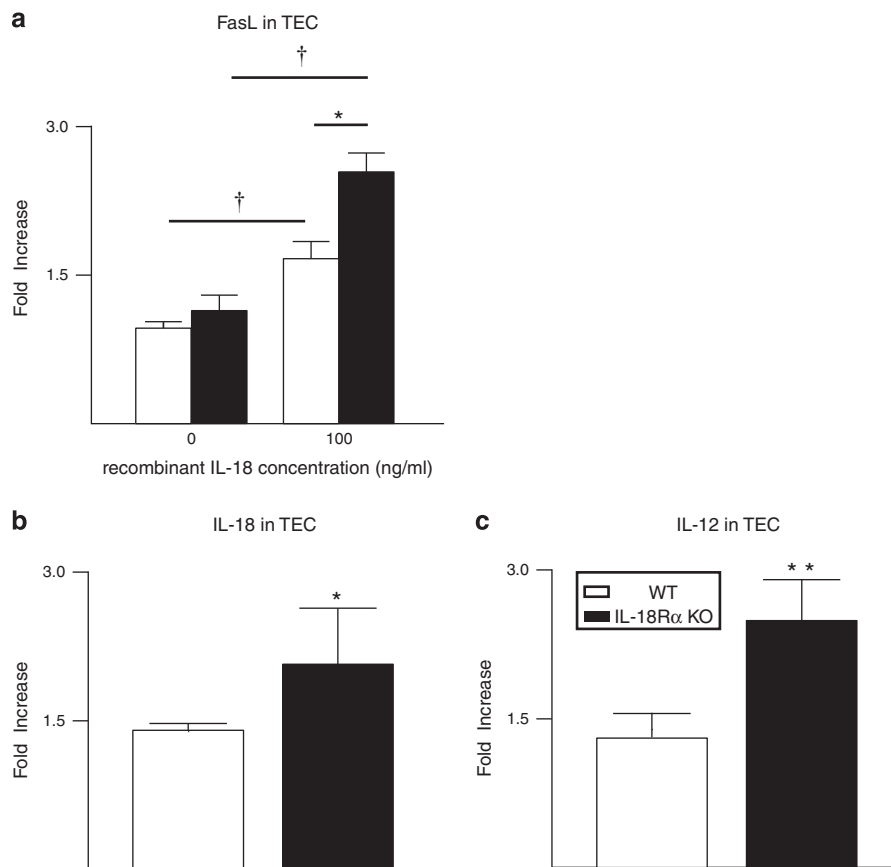 a
FasL in TEC
†
*
†
3.0
1.5
Fold Increase
0 100
recombinant IL-18 concentration (ng/ml)
b
IL-18 in TEC
3.0
1.5
*
Fold Increase
c
IL-12 in TEC
3.0
1.5
* *
WT
IL-18Rα KO
Fold Increase